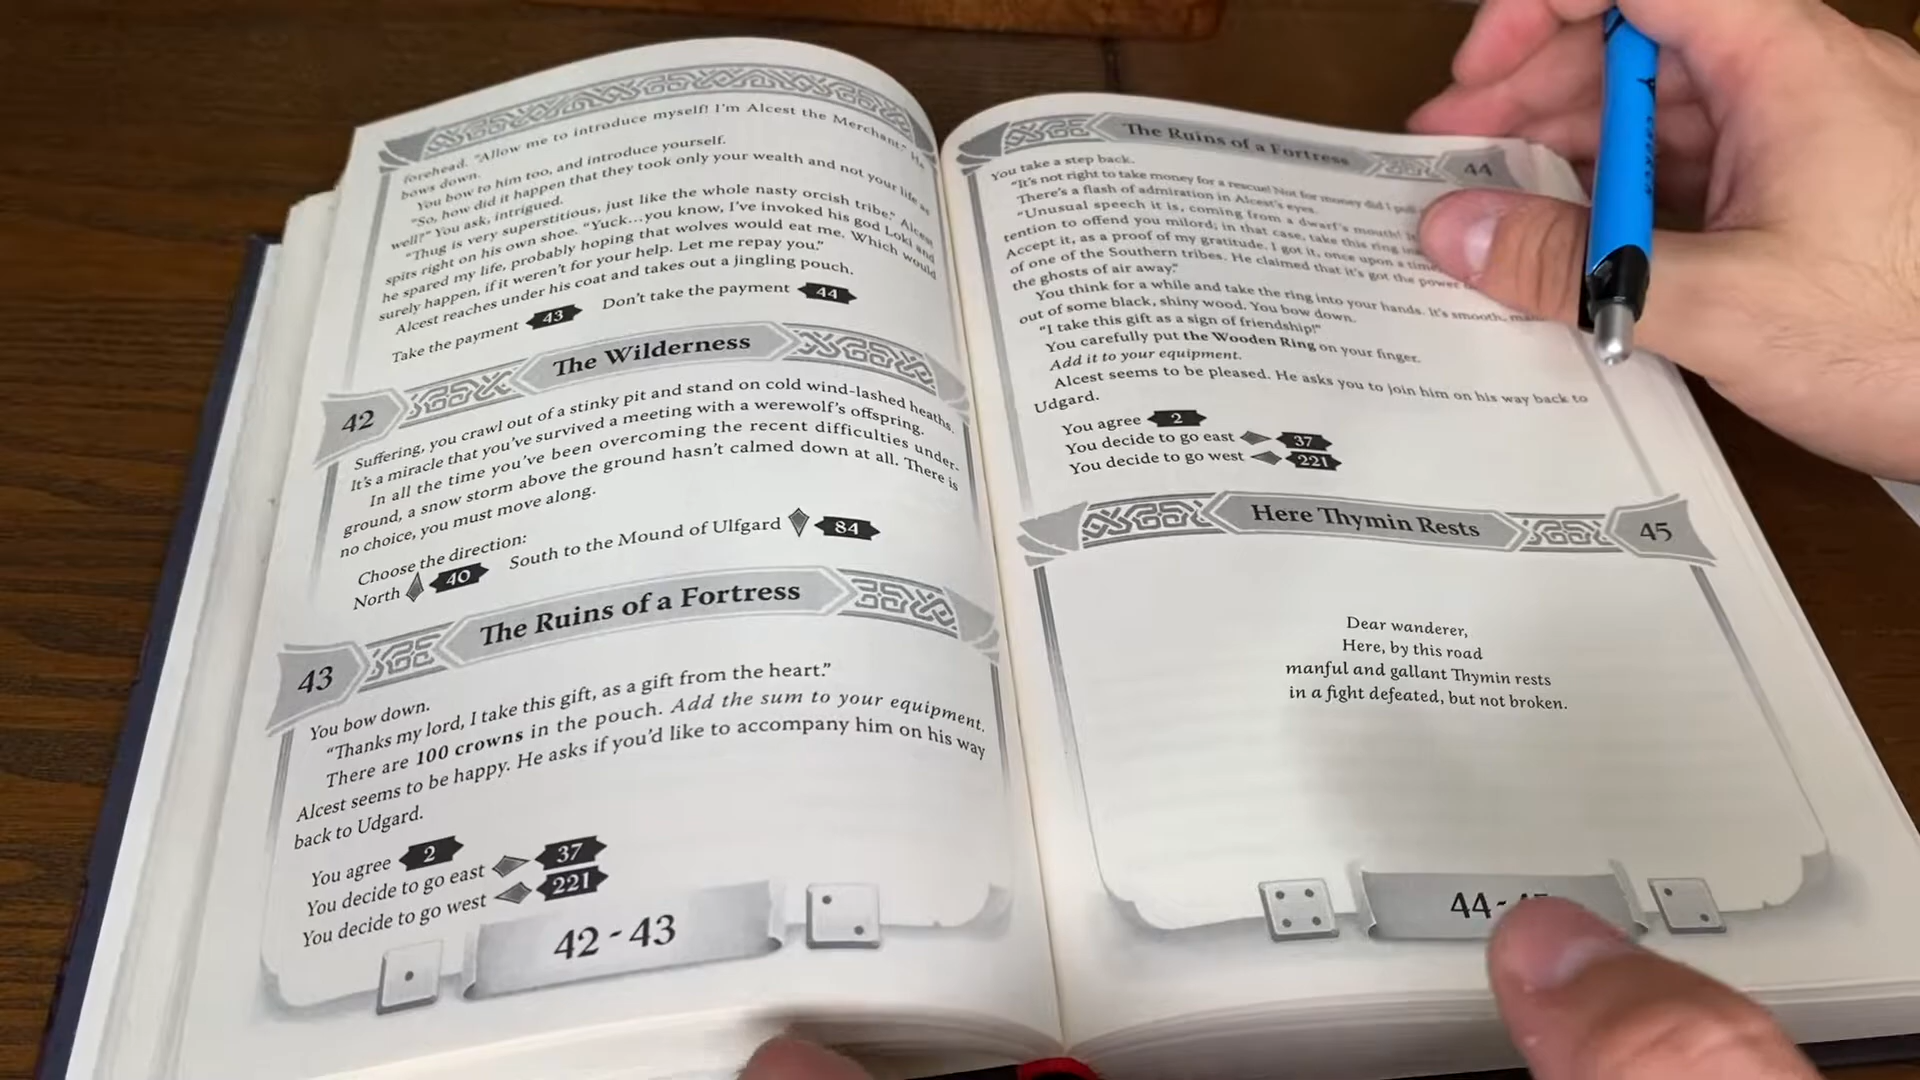 forehead. "Allow me to introduce myself! I'm Alcest the Merchant." He
bows down.
You bow to him too, and introduce yourself.
"So, how did it happen that they took only your wealth and not your life as
well?" You ask, intrigued.
"Thug is very superstitious, just like the whole nasty orcish tribe." Alcest
spits right on his own shoe. "Yuck...you know, I've invoked his god Loki and
he spared my life, probably hoping that wolves would eat me. Which would
surely happen, if it weren't for your help. Let me repay you."
Alcest reaches under his coat and takes out a jingling pouch.
Take the payment 43 Don't take the payment 44
42 The Wilderness
Suffering, you crawl out of a stinky pit and stand on cold wind-lashed heaths.
It's a miracle that you've survived a meeting with a werewolf's offspring.
In all the time you've been overcoming the recent difficulties under-
ground, a snow storm above the ground hasn't calmed down at all. There is
no choice, you must move along.
Choose the direction:
North 40 South to the Mound of Ulfgard 84
43 The Ruins of a Fortress
You bow down.
"Thanks my lord, I take this gift, as a gift from the heart."
There are 100 crowns in the pouch. Add the sum to your equipment.
Alcest seems to be happy. He asks if you'd like to accompany him on his way
back to Udgard.
You agree 2
You decide to go east 37
You decide to go west 221
42 - 43
The Ruins of a Fortress 44
You take a step back.
"It's not right to take money for a rescue! Not for money did I
There's a flash of admiration in Alcest's eyes.
"Unusual speech it is, coming from a dwarf's mouth!
tention to offend you milord; in that case, take this ring
Accept it, as a proof of my gratitude. I got it, once upon a time
of one of the Southern tribes. He claimed that it's got the power
the ghosts of air away."
You think for a while and take the ring into your hands. It's smooth,
out of some black, shiny wood. You bow down.
"I take this gift as a sign of friendship!"
You carefully put the Wooden Ring on your finger.
Add it to your equipment.
Alcest seems to be pleased. He asks you to join him on his way back to
Udgard.
You agree 2
You decide to go east 37
You decide to go west 221
Here Thymin Rests 45
Dear wanderer,
Here, by this road
manful and gallant Thymin rests
in a fight defeated, but not broken.
44 -